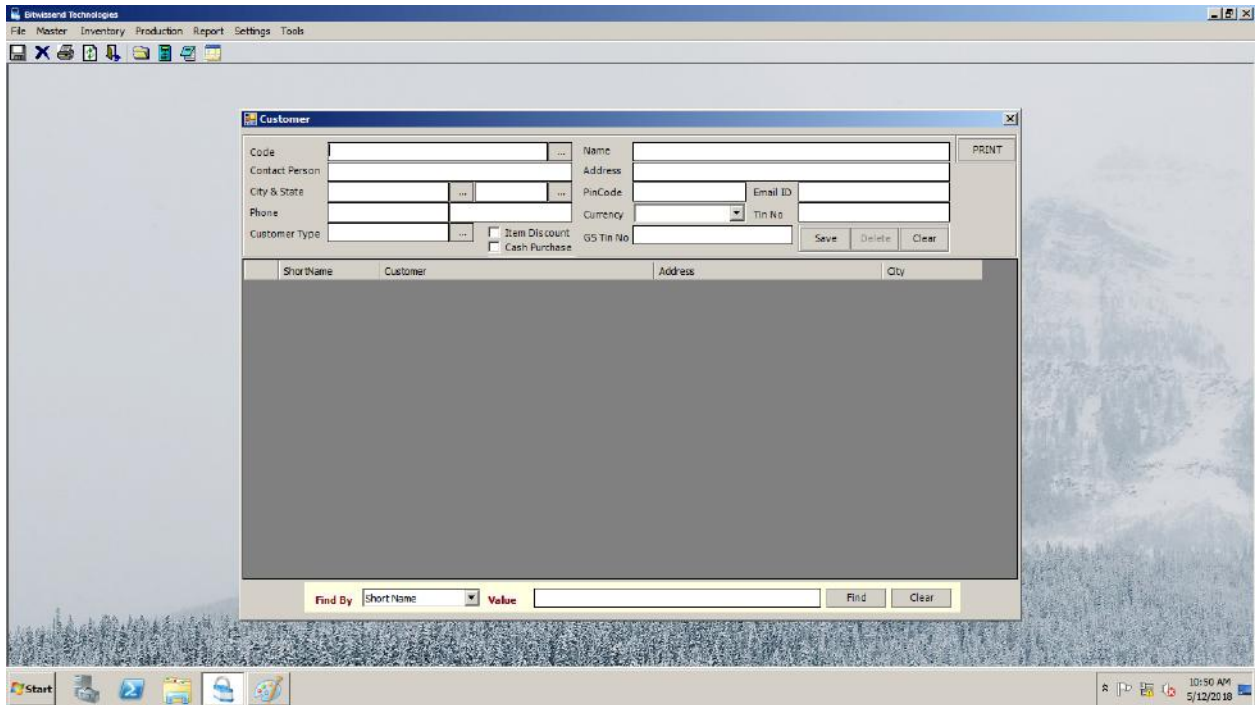 Bitwissend Technologies
File Master Inventory Production Report Settings Tools
Customer
Code ... Name PRINT
Contact Person Address
City & State ... ... PinCode Email ID
Phone Currency Tin No
Customer Type ... Item Discount GS Tin No Save Delete Clear
Cash Purchase
ShortName Customer Address City
Find By Short Name Value Find Clear
Start 10:50 AM
5/12/2018